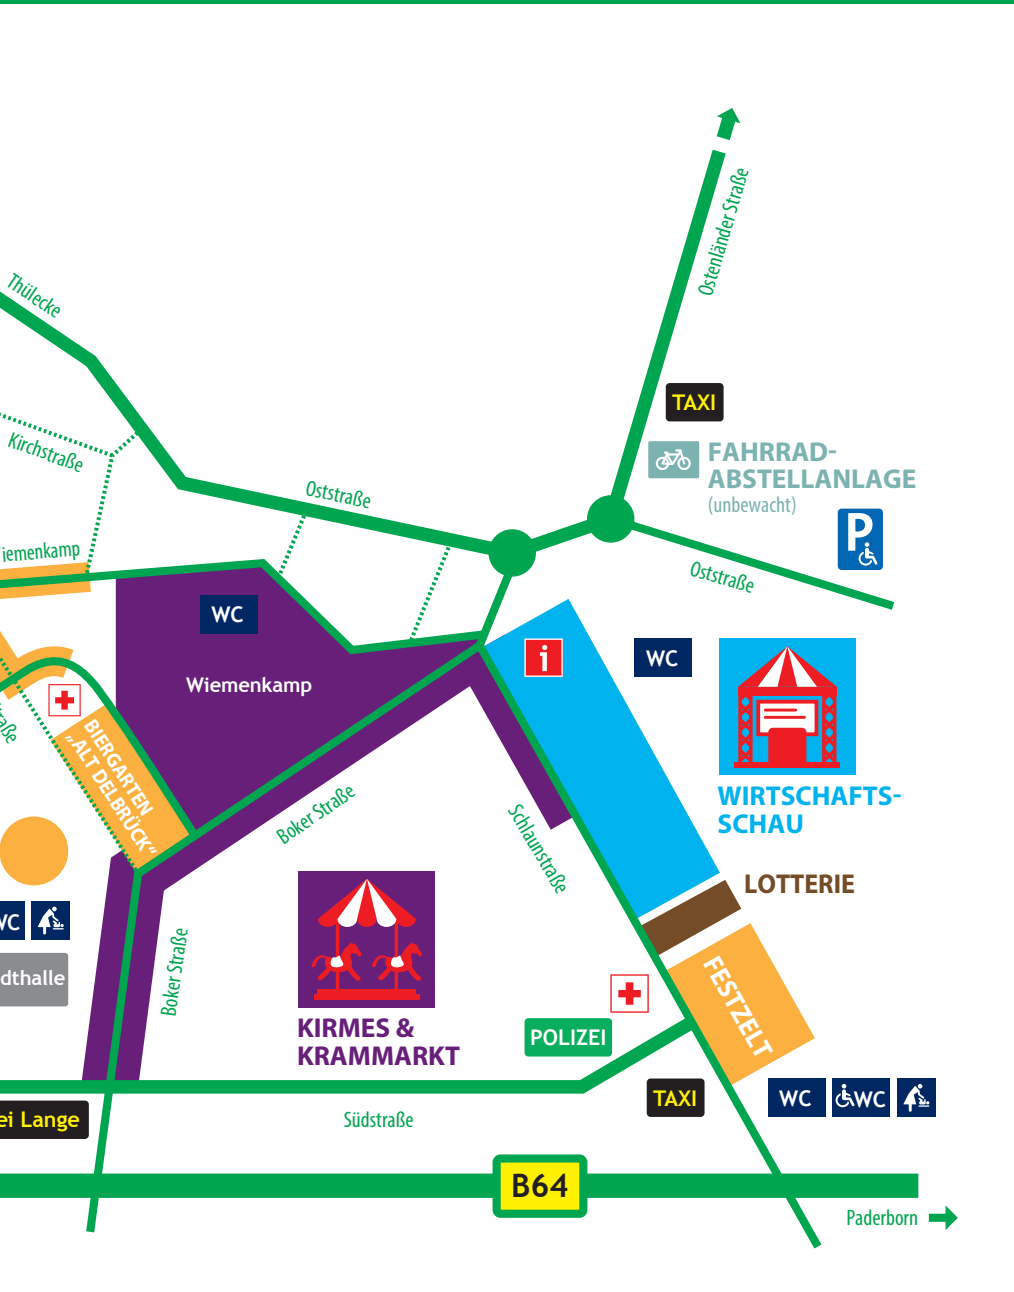 Ostenländer Straße
Thülecke
TAXI
Kirchstraße
FAHRRAD-
ABSTELLANLAGE
(unbewacht)
P
Oststraße
iemenkamp
Oststraße
WC
i
WC
Wiemenkamp
raße
BIERGARTEN
„ALT DELBRÜCK“
Boker Straße
Schlaunstraße
WIRTSCHAFTS-
SCHAU
LOTTERIE
WC
Boker Straße
dthalle
FESTZELT
KIRMES &
KRAMMARKT
POLIZEI
TAXI
WC
WC
ei Lange
Südstraße
B64
Paderborn